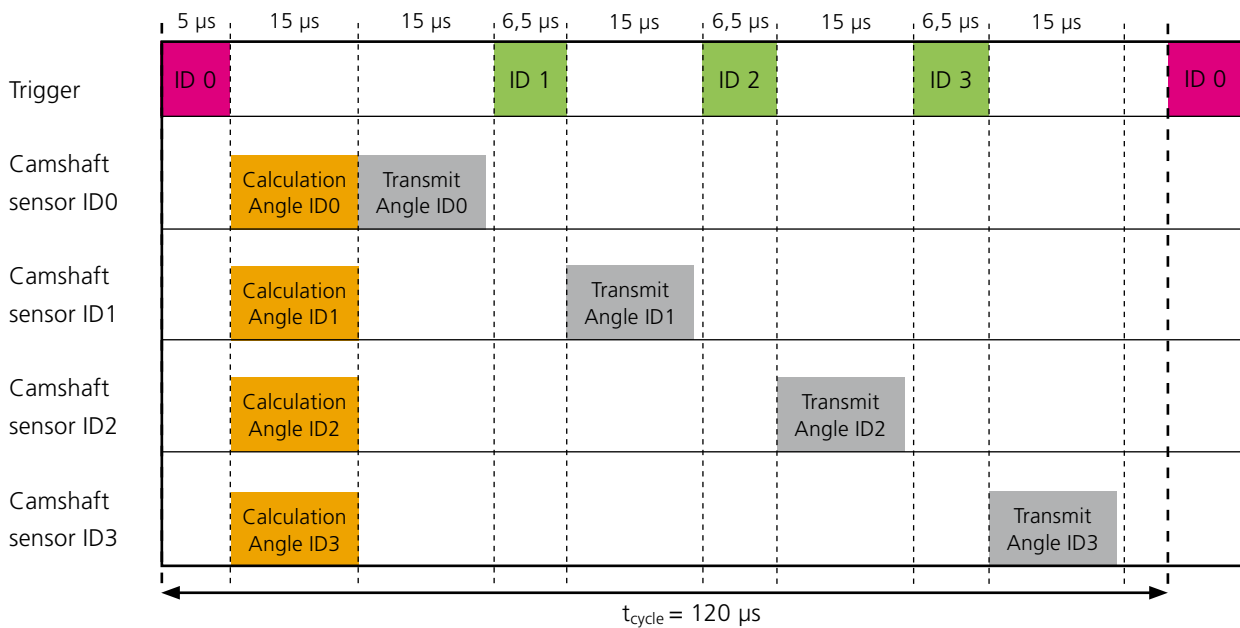 5 µs 15 µs 15 µs 6,5 µs 15 µs 6,5 µs 15 µs 6,5 µs 15 µs
Trigger
ID 0 ID 1 ID 2 ID 3 ID 0
Camshaft
sensor ID0
Calculation
Angle ID0
Transmit
Angle ID0
Camshaft
sensor ID1
Calculation
Angle ID1
Transmit
Angle ID1
Camshaft
sensor ID2
Calculation
Angle ID2
Transmit
Angle ID2
Camshaft
sensor ID3
Calculation
Angle ID3
Transmit
Angle ID3
tcycle = 120 µs